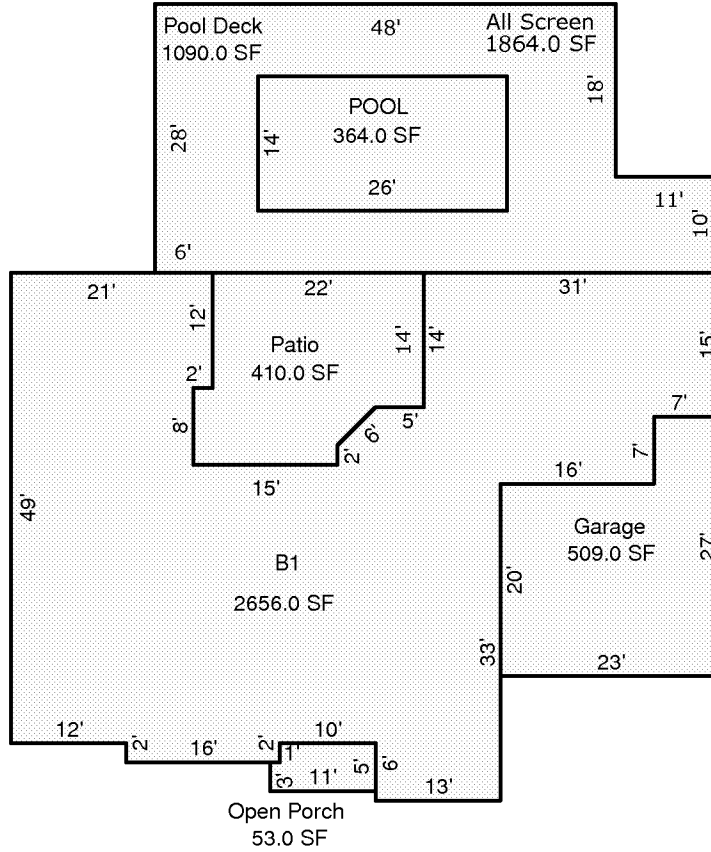 Pool Deck
1090.0 SF
48'
All Screen
1864.0 SF
18'
28'
POOL
364.0 SF
14'
26'
11'
10'
6'
21'
22'
31'
12'
14'
14'
15'
Patio
410.0 SF
2'
8'
5'
6'
2'
15'
7'
7'
16'
49'
Garage
509.0 SF
27'
B1
2656.0 SF
20'
33'
23'
12'
2'
16'
2'
1'
10'
5'
6'
3'
11'
13'
Open Porch
53.0 SF